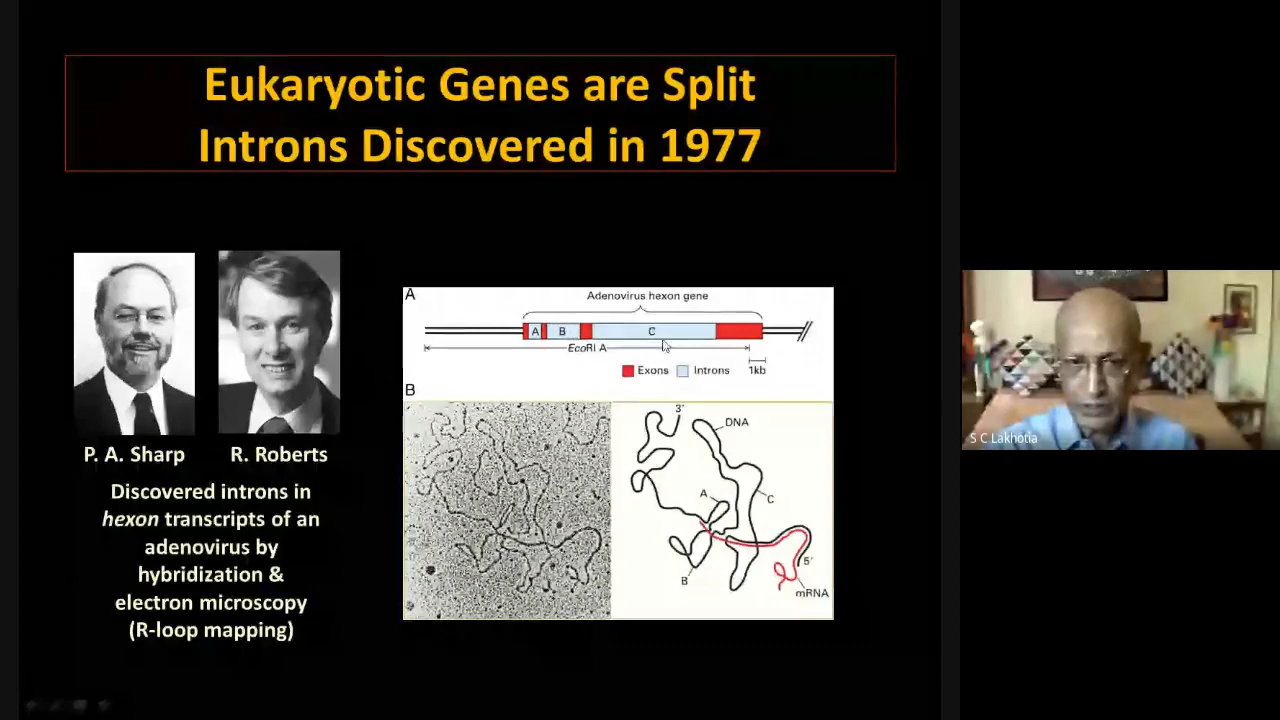 Eukaryotic Genes are Split
Introns Discovered in 1977
P. A. Sharp
R. Roberts
Discovered introns in
hexon transcripts of an
adenovirus by
hybridization &
electron microscopy
(R-loop mapping)
A
Adenovirus hexon gene
A B C
EcoRI A
Exons Introns 1kb
B
3′
DNA
A
C
B
5′
mRNA
S C Lakhotia